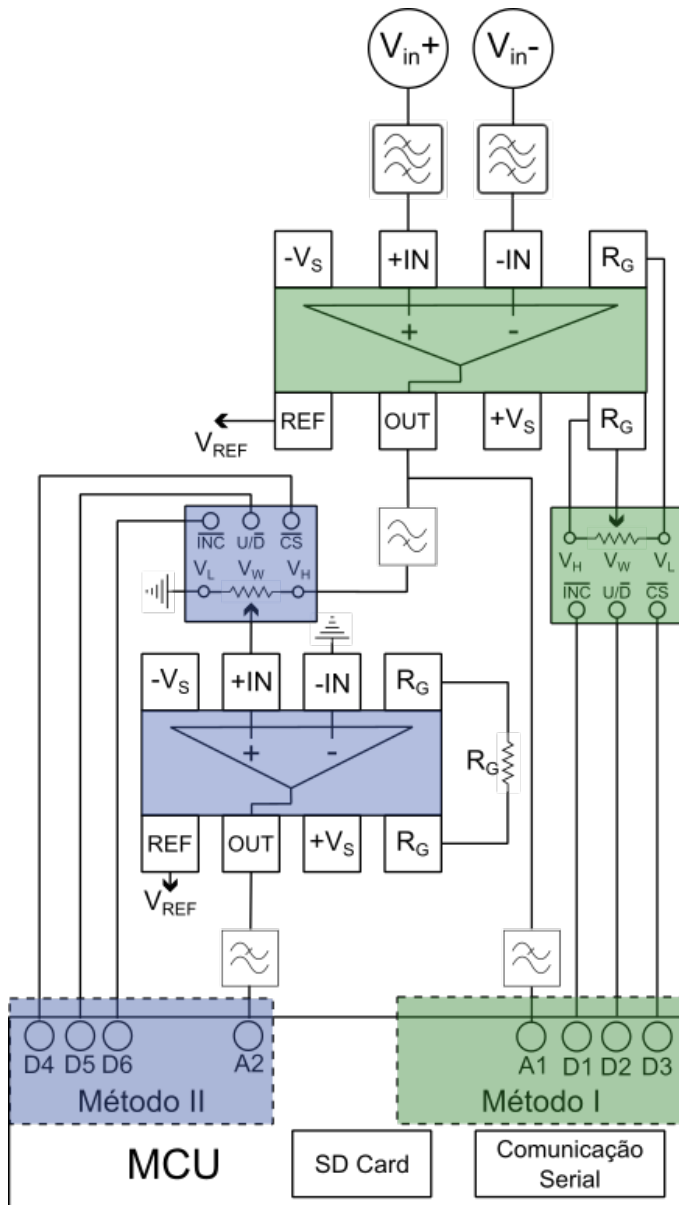 Vin+ Vin-
-VS +IN -IN RG
+ -
REF OUT +VS RG
VREF
INC U/D CS
VL VW VH
VH VW VL
INC U/D CS
-VS +IN -IN RG
+ -
RG
REF OUT +VS RG
VREF
D4 D5 D6 A2
Método II
A1 D1 D2 D3
Método I
MCU
SD Card
Comunicação
Serial